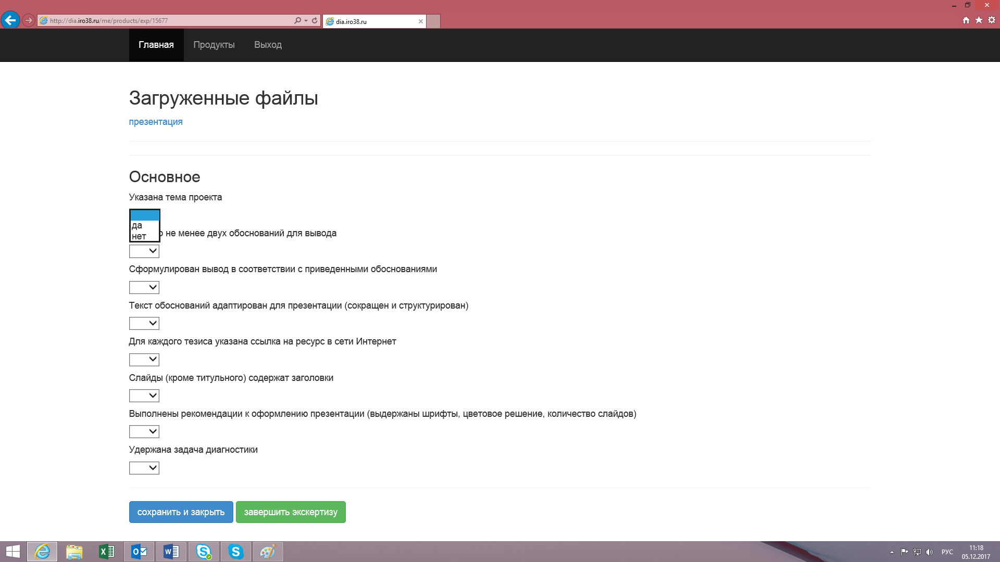 http://dia.iro38.ru/me/products/exp/15677
dia.iro38.ru
Главная Продукты Выход
Загруженные файлы
презентация
Основное
Указана тема проекта
да
не менее двух обоснований для вывода
нет
Сформулирован вывод в соответствии с приведенными обоснованиями
Текст обоснований адаптирован для презентации (сокращен и структурирован)
Для каждого тезиса указана ссылка на ресурс в сети Интернет
Слайды (кроме титульного) содержат заголовки
Выполнены рекомендации к оформлению презентации (выдержаны шрифты, цветовое решение, количество слайдов)
Удержана задача диагностики
сохранить и закрыть завершить экскертизу
РУС
11:18
05.12.2017